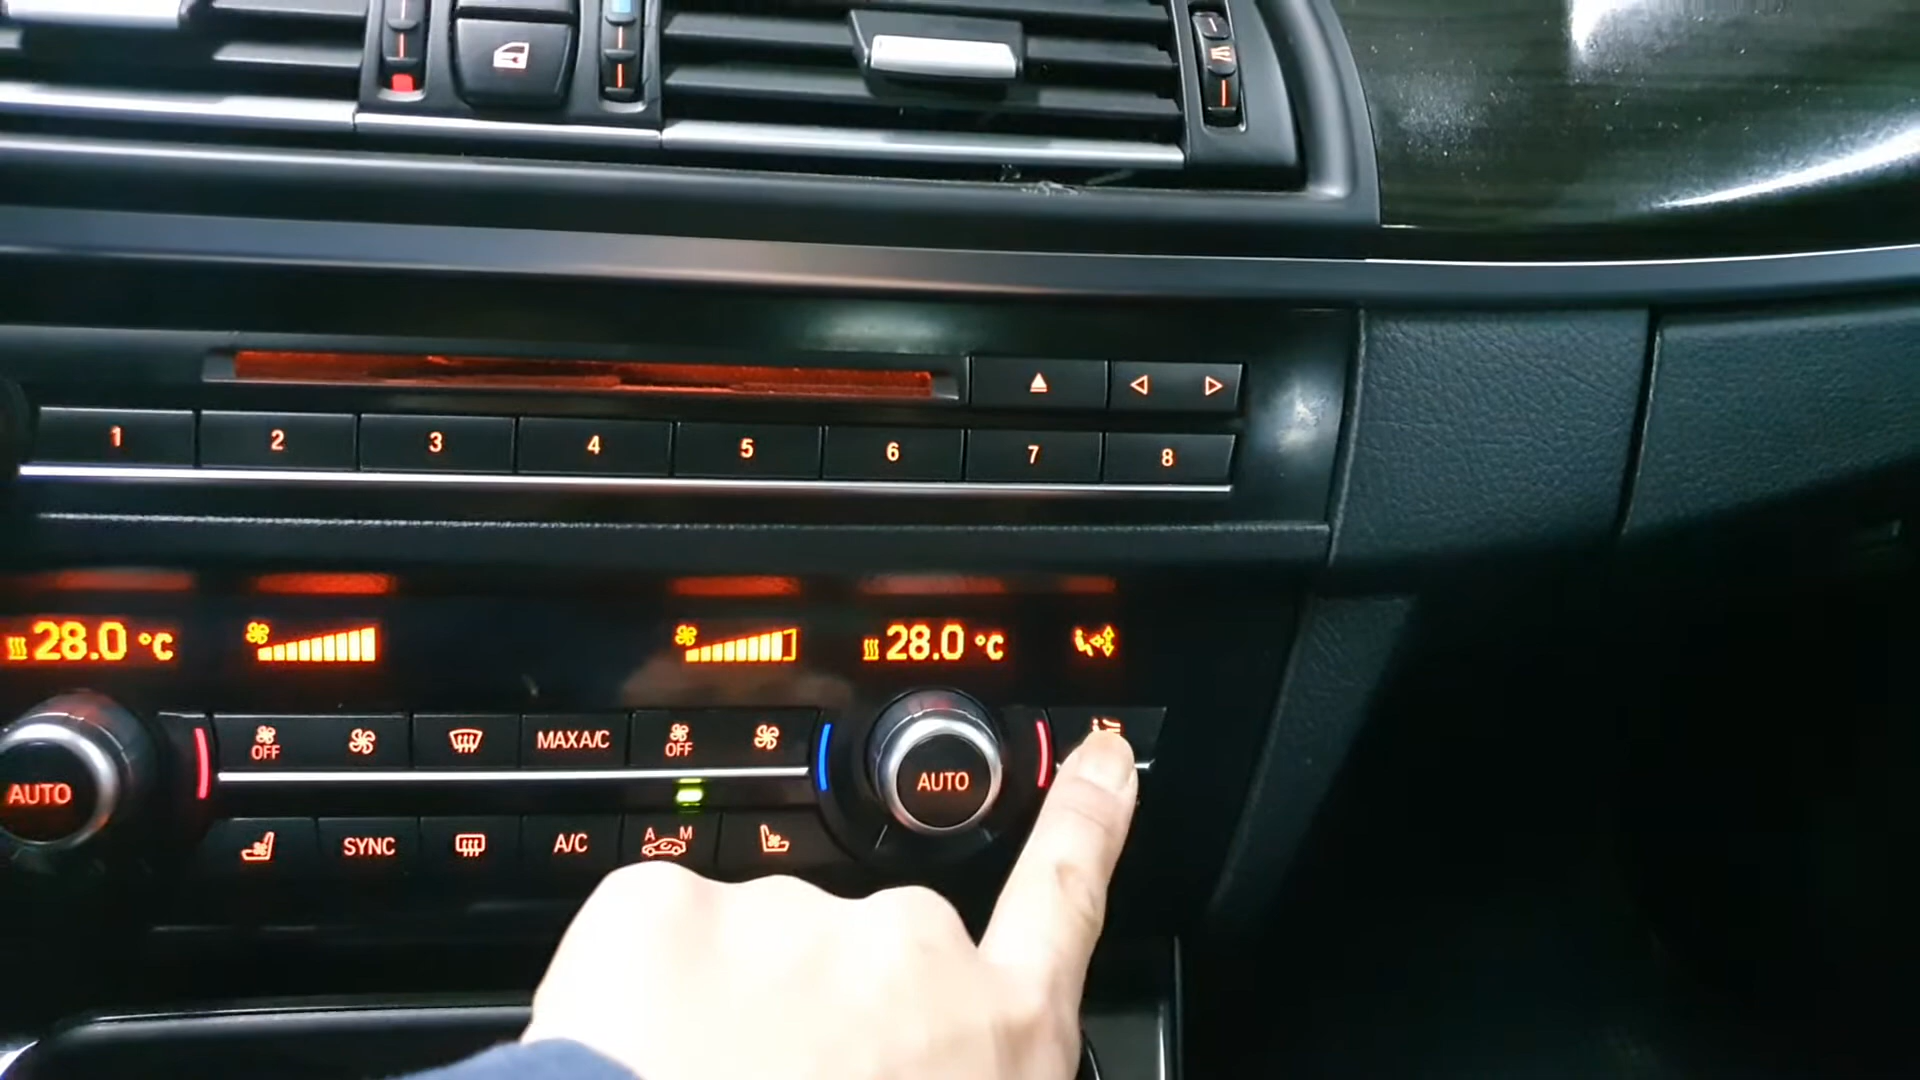 1 2 3 4 5 6 7 8
28.0 °C 28.0 °C
OFF MAX A/C OFF
AUTO AUTO
SYNC A/C A M